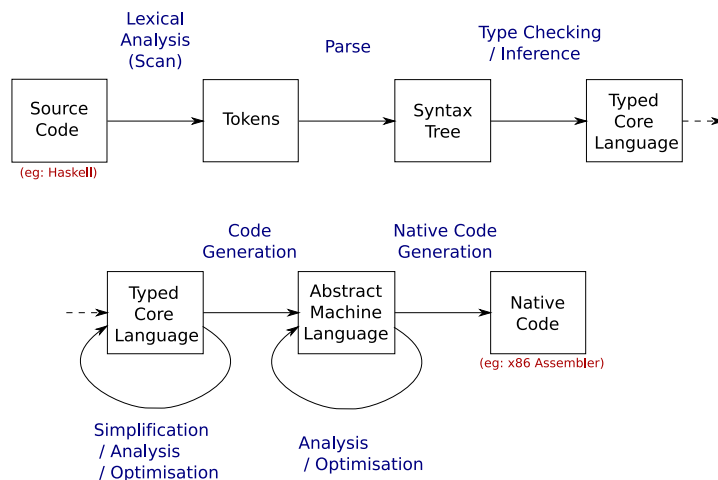 Lexical
Analysis
(Scan)
Parse
Type Checking
/ Inference
Source
Code
Tokens
Syntax
Tree
Typed
Core
Language
(eg: Haskell)
Code
Generation
Native Code
Generation
Typed
Core
Language
Abstract
Machine
Language
Native
Code
(eg: x86 Assembler)
Simplification
/ Analysis
/ Optimisation
Analysis
/ Optimisation